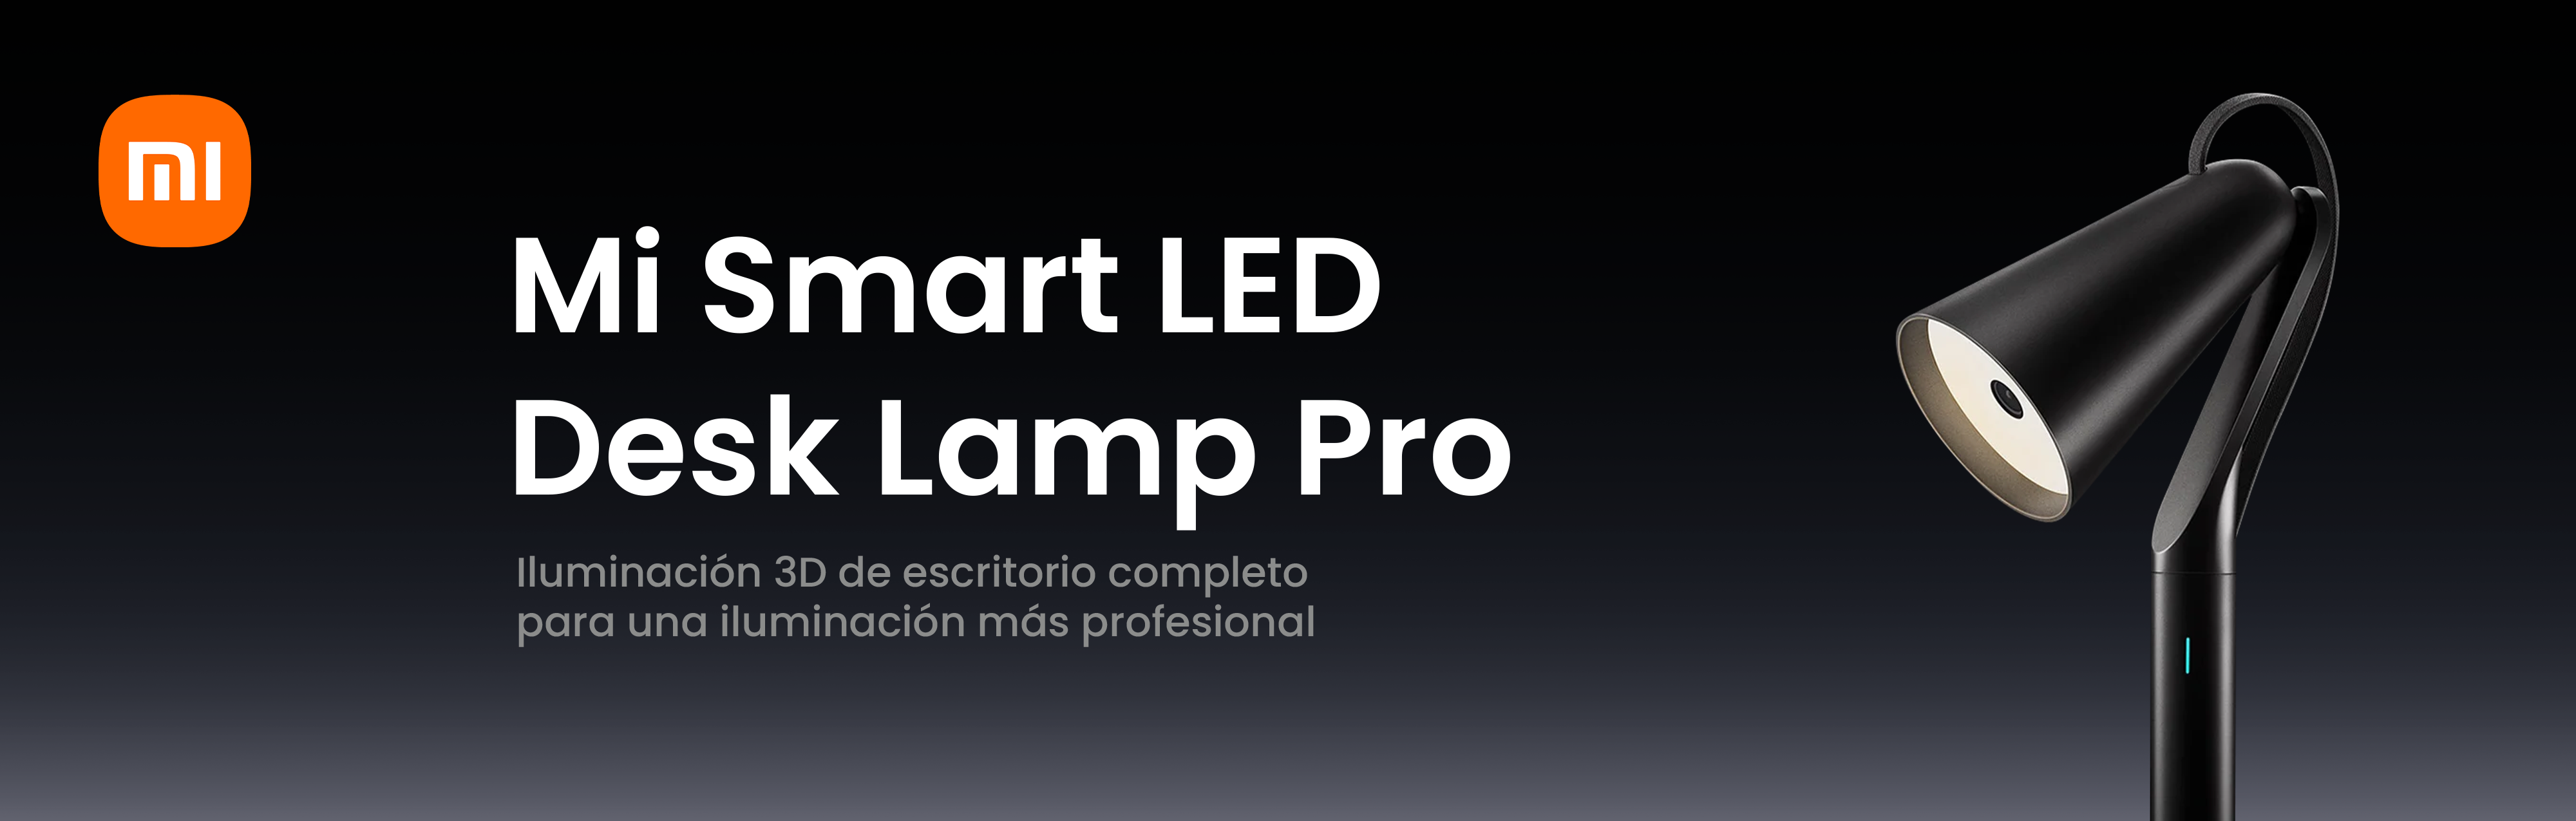 mi
Mi Smart LED
Desk Lamp Pro
Iluminación 3D de escritorio completo
para una iluminación más profesional